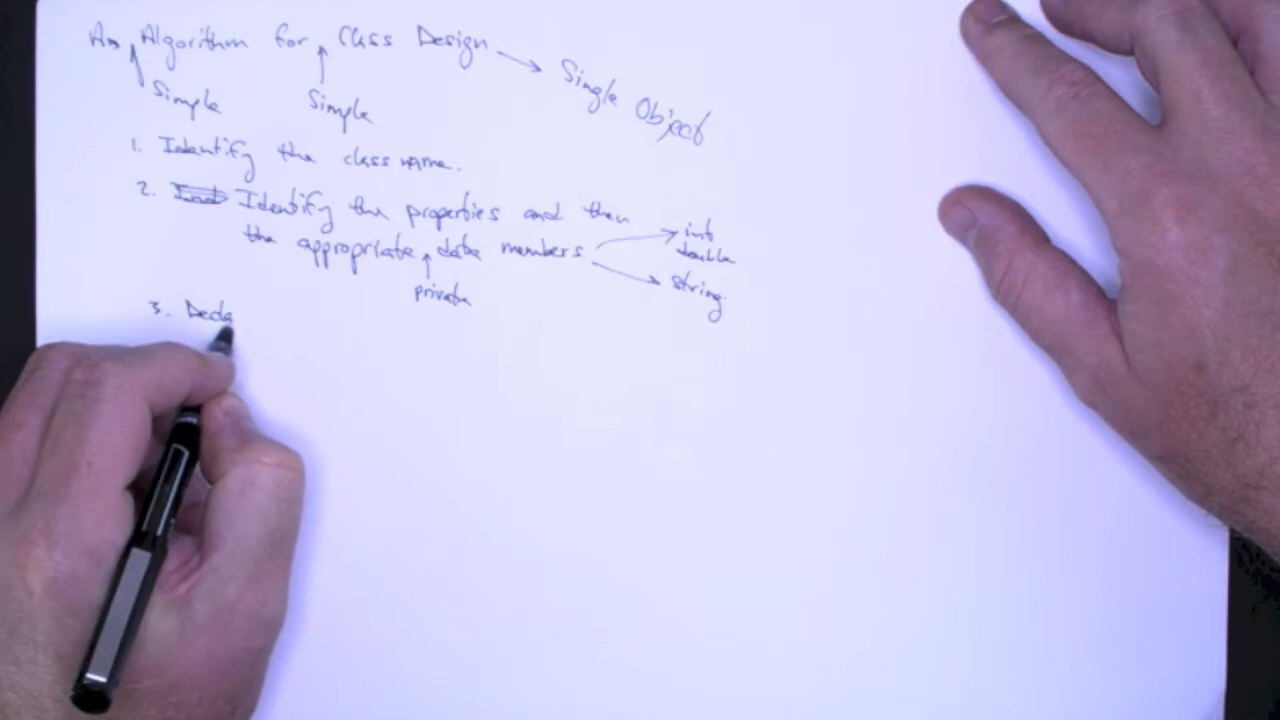 An Algorithm for Class Design → Single Object
Simple Simple
1. Identify the class name.
2. Identify the properties and then
the appropriate data members
private
int
double
string
3. Decla